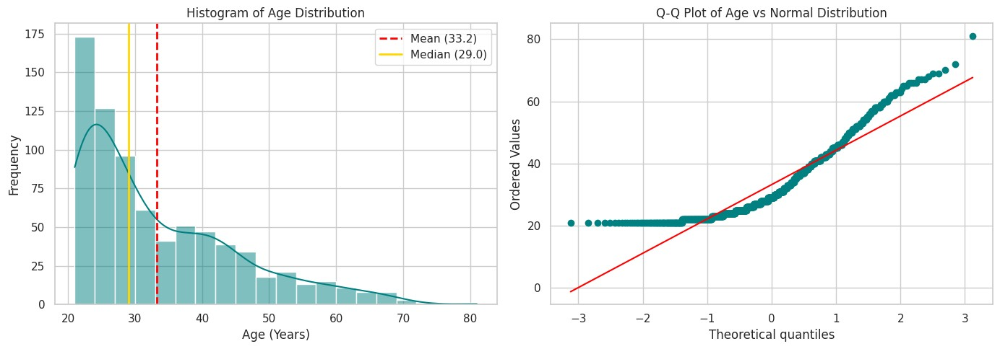 Histogram of Age Distribution
175
150
125
100
75
50
25
0
Frequency
Mean (33.2)
Median (29.0)
20 30 40 50 60 70 80
Age (Years)
Q-Q Plot of Age vs Normal Distribution
80
60
40
20
0
Ordered Values
−3 −2 −1 0 1 2 3
Theoretical quantiles